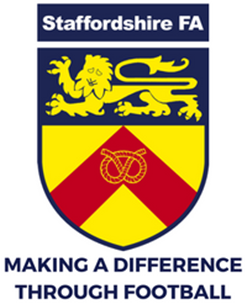 Staffordshire FA
MAKING A DIFFERENCE
THROUGH FOOTBALL